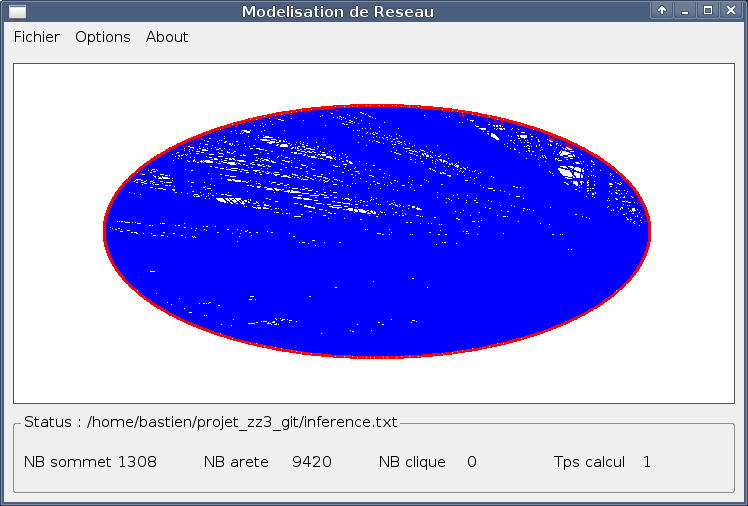 Modelisation de Reseau
Fichier Options About
Status : /home/bastien/projet_zz3_git/inference.txt
NB sommet 1308 NB arete 9420 NB clique 0 Tps calcul 1